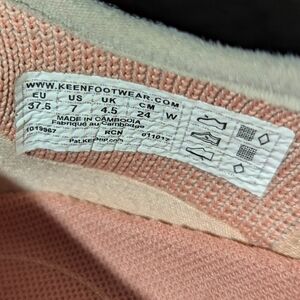 WWW.KEENFOOTWEAR.COM
EU US UK CM W
37.5 7 4.5 24
MADE IN CAMBODIA
Fabriqué au Cambodge
1019967 RCN